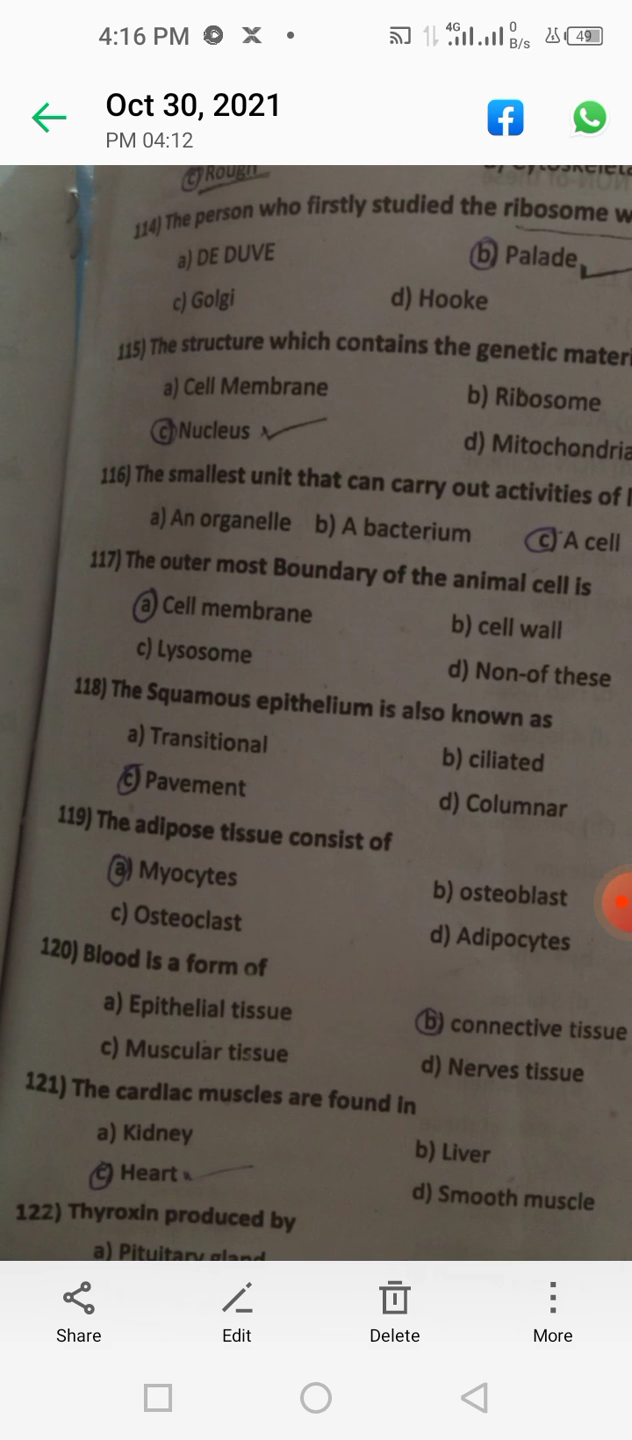 4:16 PM
4G
0
B/s
49
Oct 30, 2021
PM 04:12
c) Rough
114) The person who firstly studied the ribosome w
a) DE DUVE b) Palade
c) Golgi d) Hooke
115) The structure which contains the genetic materi
a) Cell Membrane b) Ribosome
c) Nucleus d) Mitochondria
116) The smallest unit that can carry out activities of l
a) An organelle b) A bacterium c) A cell
117) The outer most Boundary of the animal cell is
a) Cell membrane b) cell wall
c) Lysosome d) Non-of these
118) The Squamous epithelium is also known as
a) Transitional b) ciliated
c) Pavement d) Columnar
119) The adipose tissue consist of
a) Myocytes b) osteoblast
c) Osteoclast d) Adipocytes
120) Blood is a form of
a) Epithelial tissue b) connective tissue
c) Muscular tissue d) Nerves tissue
121) The cardiac muscles are found in
a) Kidney b) Liver
c) Heart d) Smooth muscle
122) Thyroxin produced by
a) Pituitary gland
Share Edit Delete More